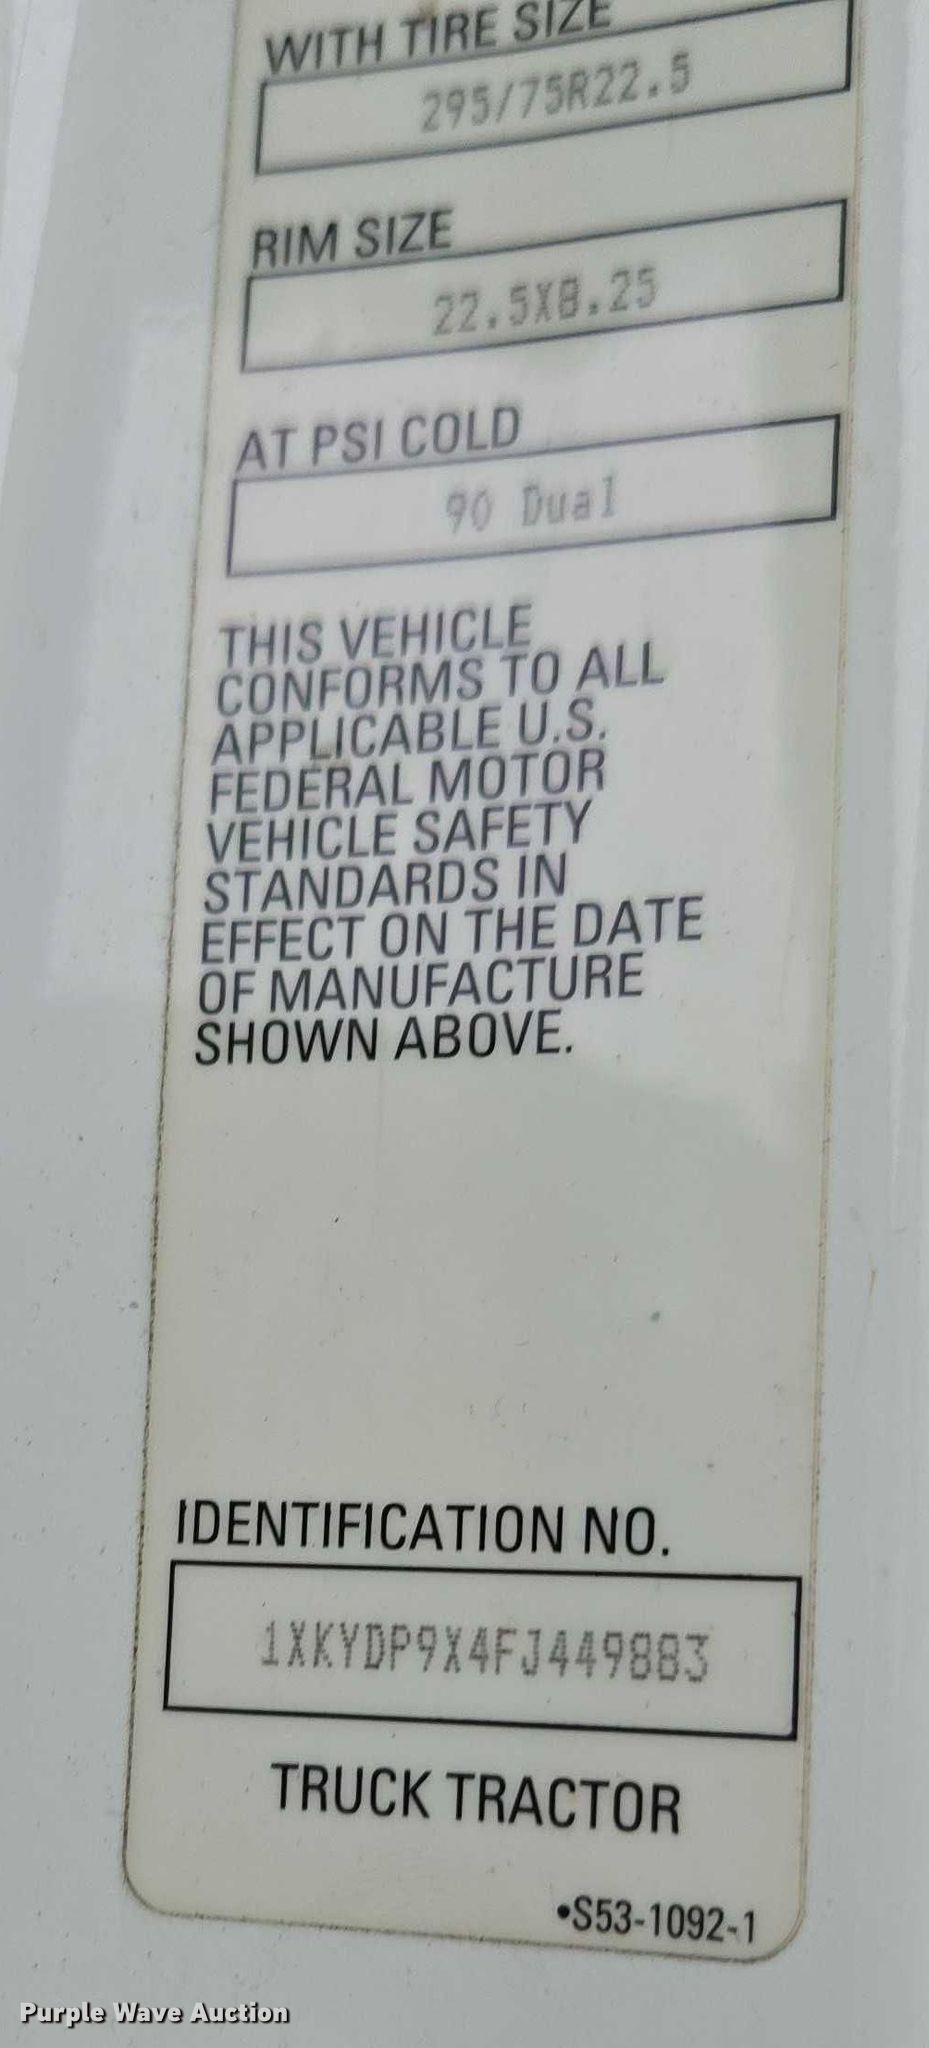 WITH TIRE SIZE
295/75R22.5
RIM SIZE
22.5X8.25
AT PSI COLD
90 Dual
THIS VEHICLE
CONFORMS TO ALL
APPLICABLE U.S.
FEDERAL MOTOR
VEHICLE SAFETY
STANDARDS IN
EFFECT ON THE DATE
OF MANUFACTURE
SHOWN ABOVE.
IDENTIFICATION NO.
1XKYDP9X4FJ449883
TRUCK TRACTOR
•S53-1092-1
Purple Wave Auction